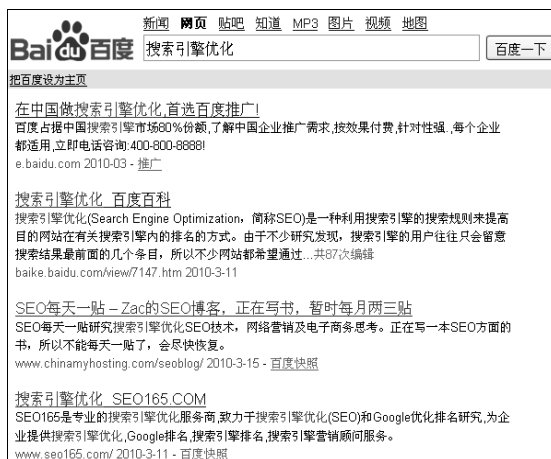 新闻 网页 贴吧 知道 MP3 图片 视频 地图
Bai du 百度 搜索引擎优化 百度一下
把百度设为主页
在中国做搜索引擎优化,首选百度推广!
百度占据中国搜索引擎市场80%份额,了解中国企业推广需求,按效果付费,针对性强.,每个企业
都适用,立即电话咨询:400-800-8888!
e.baidu.com 2010-03 - 推广
搜索引擎优化_百度百科
搜索引擎优化(Search Engine Optimization，简称SEO)是一种利用搜索引擎的搜索规则来提高
目的网站在有关搜索引擎内的排名的方式。由于不少研究发现，搜索引擎的用户往往只会留意
搜索结果最前面的几个条目，所以不少网站都希望通过...共87次编辑
baike.baidu.com/view/7147.htm 2010-3-11
SEO每天一贴 – Zac的SEO博客，正在写书，暂时每月两三贴
SEO每天一贴研究搜索引擎优化SEO技术，网络营销及电子商务思考。正在写一本SEO方面的
书，所以不能每天一贴了，会尽快恢复。
www.chinamyhosting.com/seoblog/ 2010-3-15 - 百度快照
搜索引擎优化_SEO165.COM
SEO165是专业的搜索引擎优化服务商,致力于搜索引擎优化(SEO)和Google优化排名研究,为企
业提供搜索引擎优化,Google排名,搜索引擎排名,搜索引擎营销顾问服务。
www.seo165.com/ 2010-3-11 - 百度快照